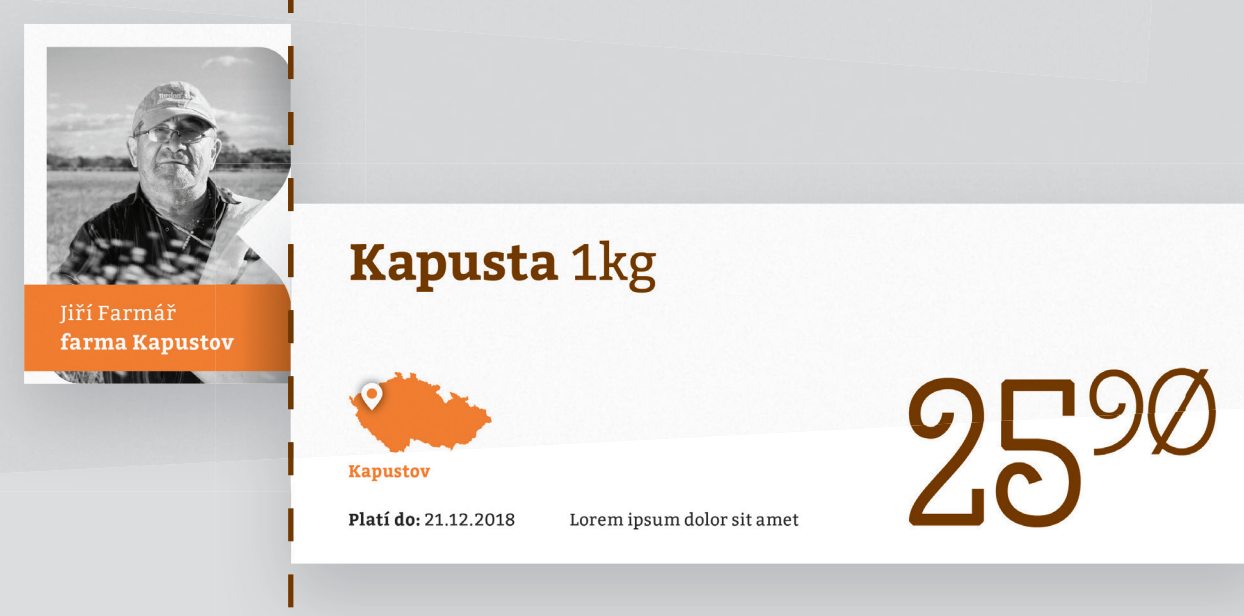 Jiří Farmář
farma Kapustov
Kapusta 1kg
2590
Kapustov
Platí do: 21.12.2018
Lorem ipsum dolor sit amet